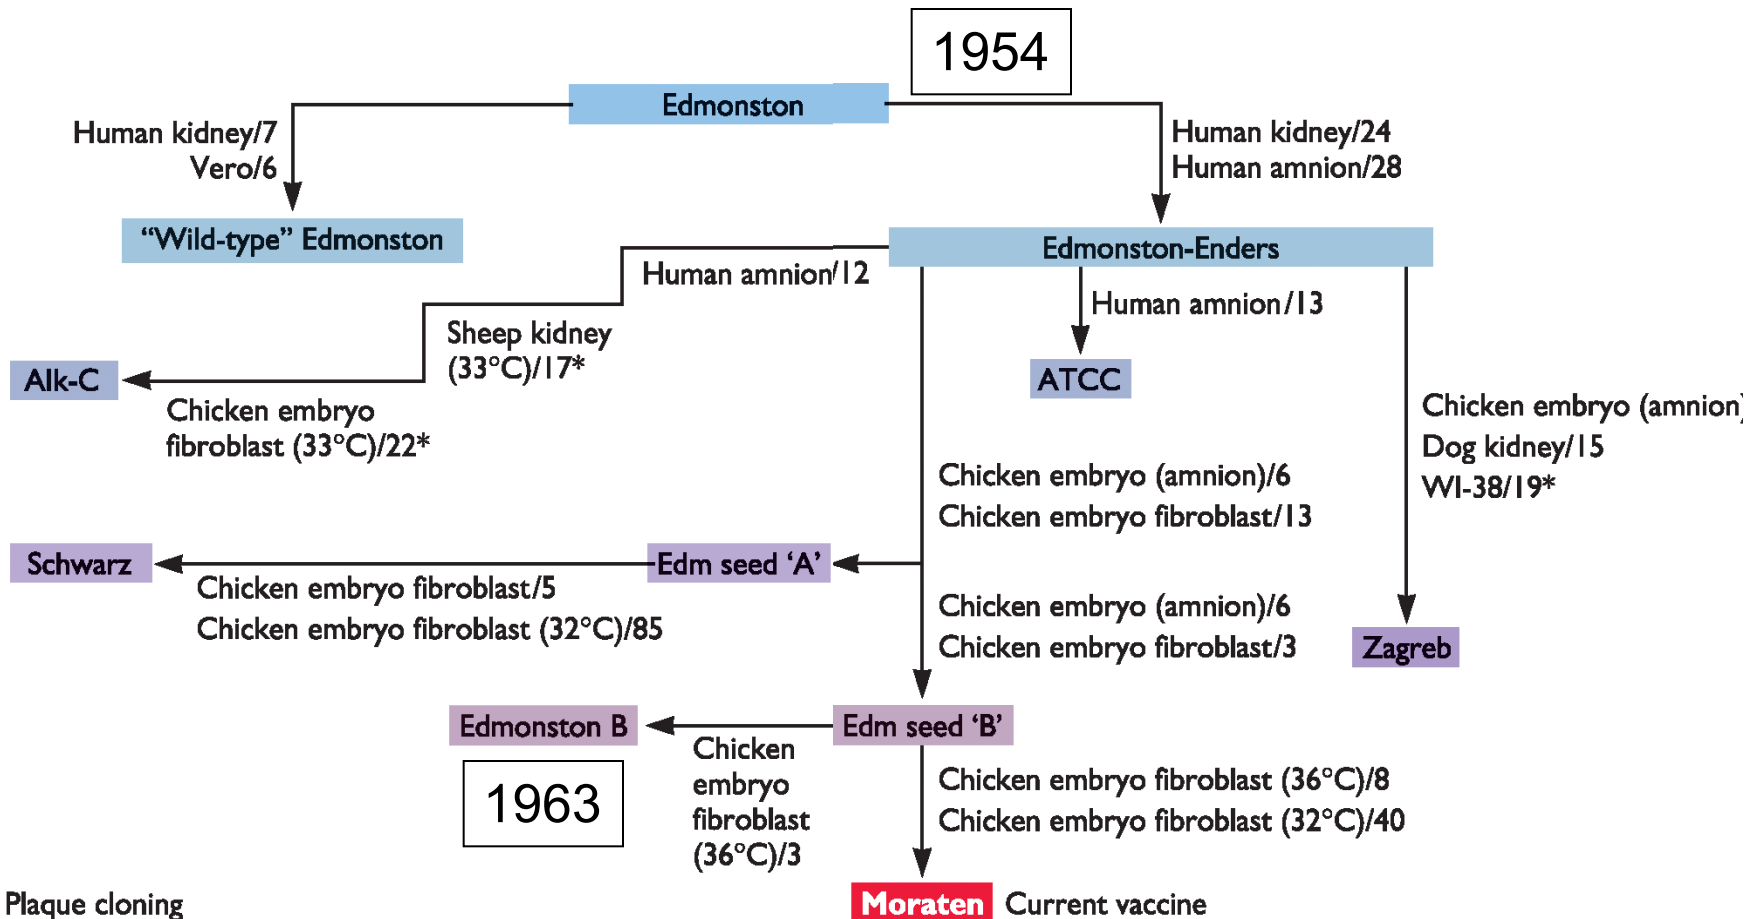 1954
Edmonston
Human kidney/7
Vero/6
Human kidney/24
Human amnion/28
“Wild-type” Edmonston
Edmonston-Enders
Human amnion/12
Human amnion/13
Sheep kidney
(33°C)/17*
Alk-C
ATCC
Chicken embryo
fibroblast (33°C)/22*
Chicken embryo (amnion)
Dog kidney/15
WI-38/19*
Chicken embryo (amnion)/6
Chicken embryo fibroblast/13
Schwarz
Edm seed ‘A’
Chicken embryo fibroblast/5
Chicken embryo fibroblast (32°C)/85
Chicken embryo (amnion)/6
Chicken embryo fibroblast/3
Zagreb
Edmonston B
Edm seed ‘B’
1963
Chicken
embryo
fibroblast
(36°C)/3
Chicken embryo fibroblast (36°C)/8
Chicken embryo fibroblast (32°C)/40
Plaque cloning
Moraten Current vaccine